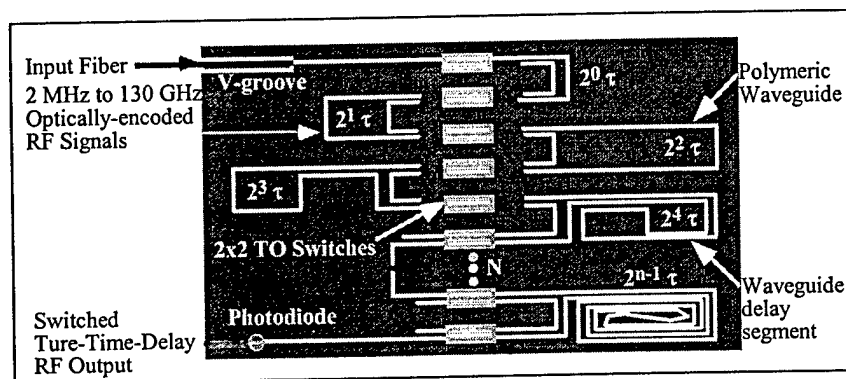 Input Fiber
V-groove
2 MHz to 130 GHz
Optically-encoded
RF Signals
2⁰ τ
Polymeric
Waveguide
2¹ τ
2² τ
2³ τ
2⁴ τ
2x2 TO Switches
N
2ⁿ⁻¹ τ
Waveguide
delay
segment
Photodiode
Switched
Ture-Time-Delay
RF Output